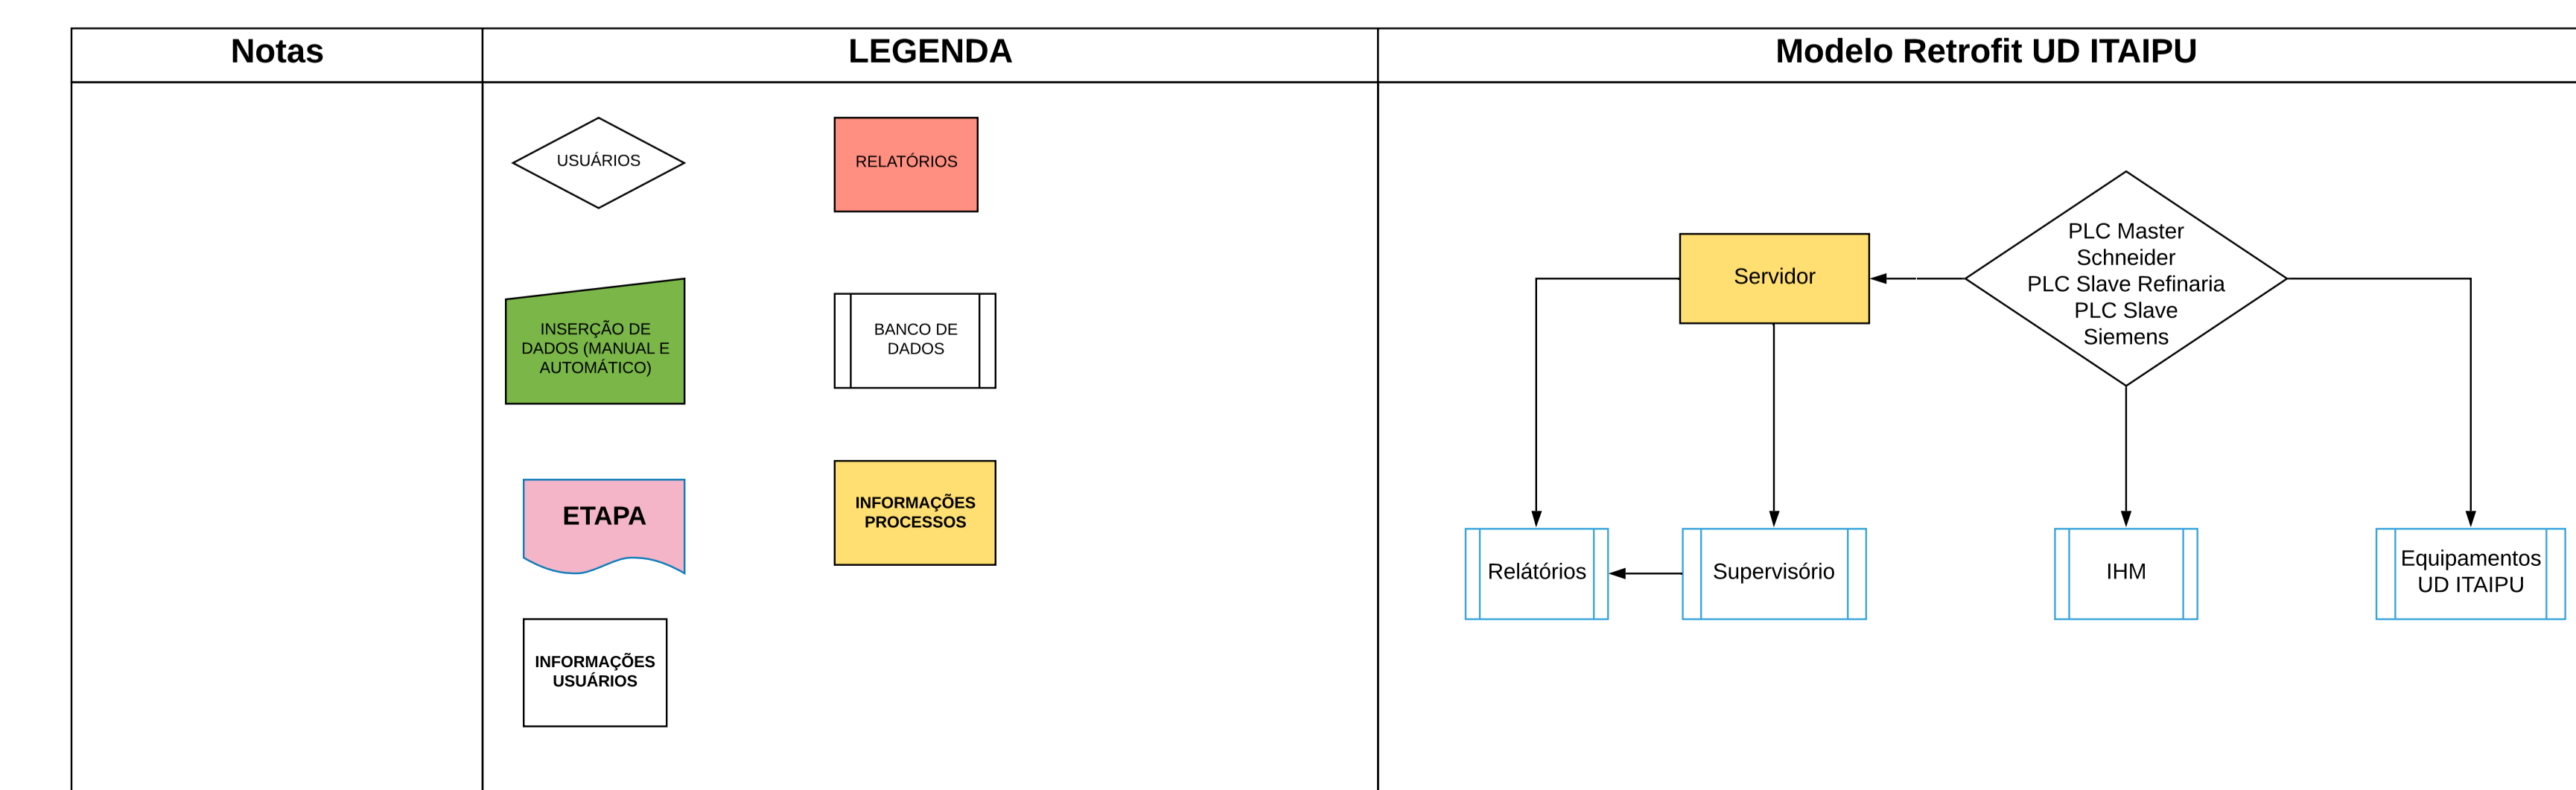 Notas
LEGENDA
Modelo Retrofit UD ITAIPU
USUÁRIOS
RELATÓRIOS
INSERÇÃO DE
DADOS (MANUAL E
AUTOMÁTICO)
BANCO DE
DADOS
ETAPA
INFORMAÇÕES
PROCESSOS
INFORMAÇÕES
USUÁRIOS
Servidor
PLC Master
Schneider
PLC Slave Refinaria
PLC Slave
Siemens
Relátórios
Supervisório
IHM
Equipamentos
UD ITAIPU